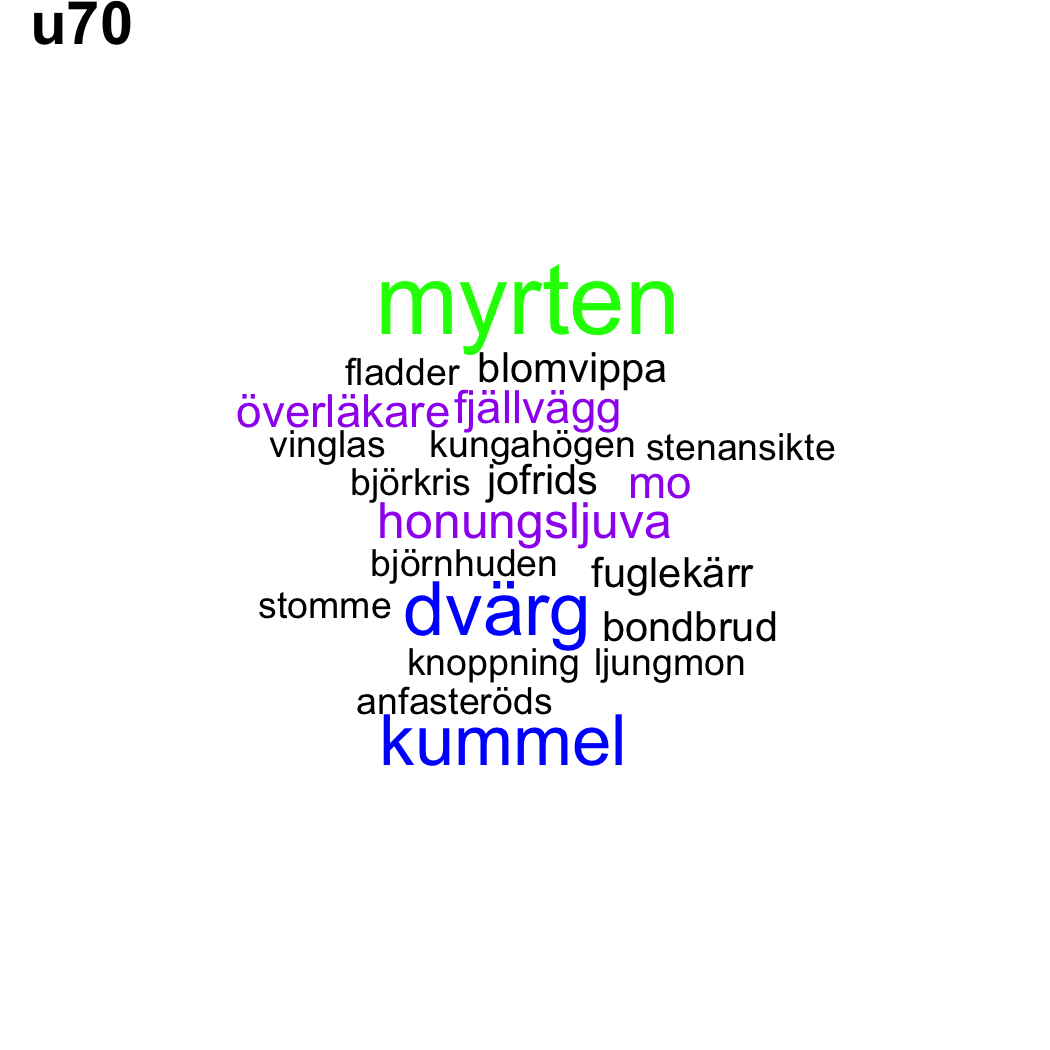 u70
myrten
fladder blomvippa
överläkare fjällvägg
vinglas kungahögen stenansikte
björkris jofrids mo
honungsljuva
björnhuden fuglekärr
stomme dvärg bondbrud
knoppning ljungmon
anfasteröds
kummel